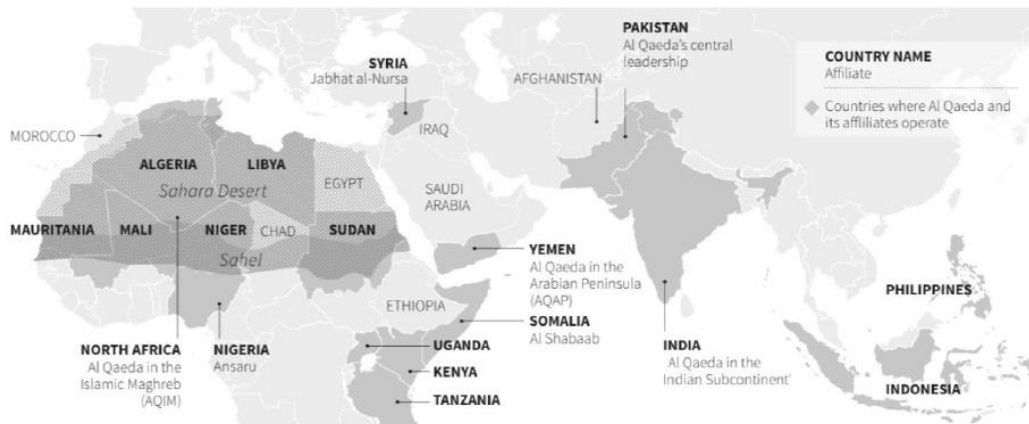 PAKISTAN
Al Qaeda's central
leadership
SYRIA
Jabhat al-Nursa
AFGHANISTAN
COUNTRY NAME
Affiliate
Countries where Al Qaeda and
its affliliates operate
MOROCCO
IRAQ
ALGERIA
LIBYA
EGYPT
Sahara Desert
SAUDI
ARABIA
MAURITANIA
MALI
NIGER
CHAD
SUDAN
Sahel
YEMEN
Al Qaeda in the
Arabian Peninsula
(AQAP)
PHILIPPINES
ETHIOPIA
SOMALIA
Al Shabaab
NORTH AFRICA
Al Qaeda in the
Islamic Maghreb
(AQIM)
NIGERIA
Ansaru
UGANDA
KENYA
TANZANIA
INDIA
Al Qaeda in the
Indian Subcontinent'
INDONESIA